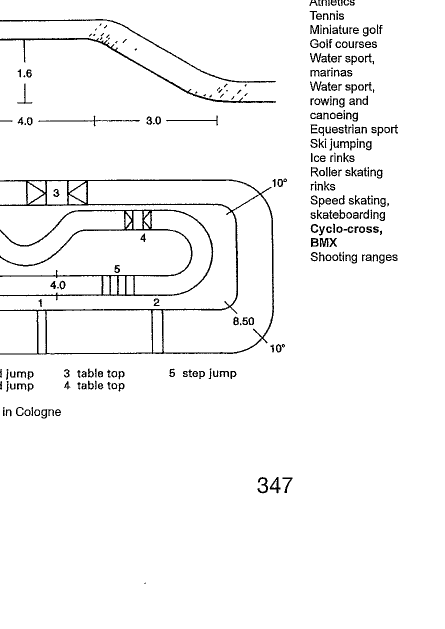 Athletics
Tennis
Miniature golf
Golf courses
Water sport,
marinas
Water sport,
rowing and
canoeing
Equestrian sport
Ski jumping
Ice rinks
Roller skating
rinks
Speed skating,
skateboarding
Cyclo-cross,
BMX
Shooting ranges
1.6
4.0
3.0
3
10°
4
5
4.0
1
2
8.50
10°
jump 3 table top 5 step jump
jump 4 table top
in Cologne
347